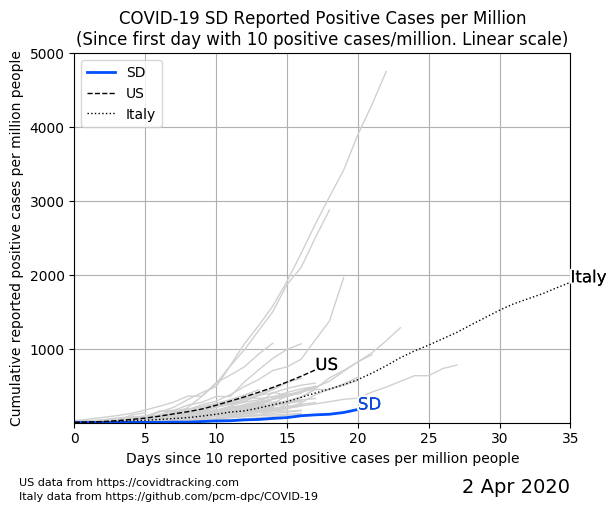 COVID-19 SD Reported Positive Cases per Million
(Since first day with 10 positive cases/million. Linear scale)
Cumulative reported positive cases per million people
5000
4000
3000
2000
1000
SD
US
Italy
Italy
US
SD
0 5 10 15 20 25 30 35
Days since 10 reported positive cases per million people
US data from https://covidtracking.com
Italy data from https://github.com/pcm-dpc/COVID-19
2 Apr 2020